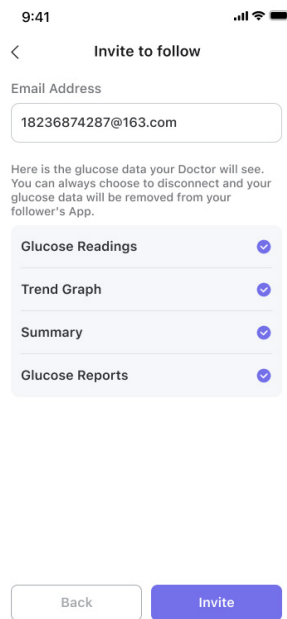 9:41
Invite to follow
Email Address
18236874287@163.com
Here is the glucose data your Doctor will see.
You can always choose to disconnect and your
glucose data will be removed from your
follower's App.
Glucose Readings
Trend Graph
Summary
Glucose Reports
Back
Invite